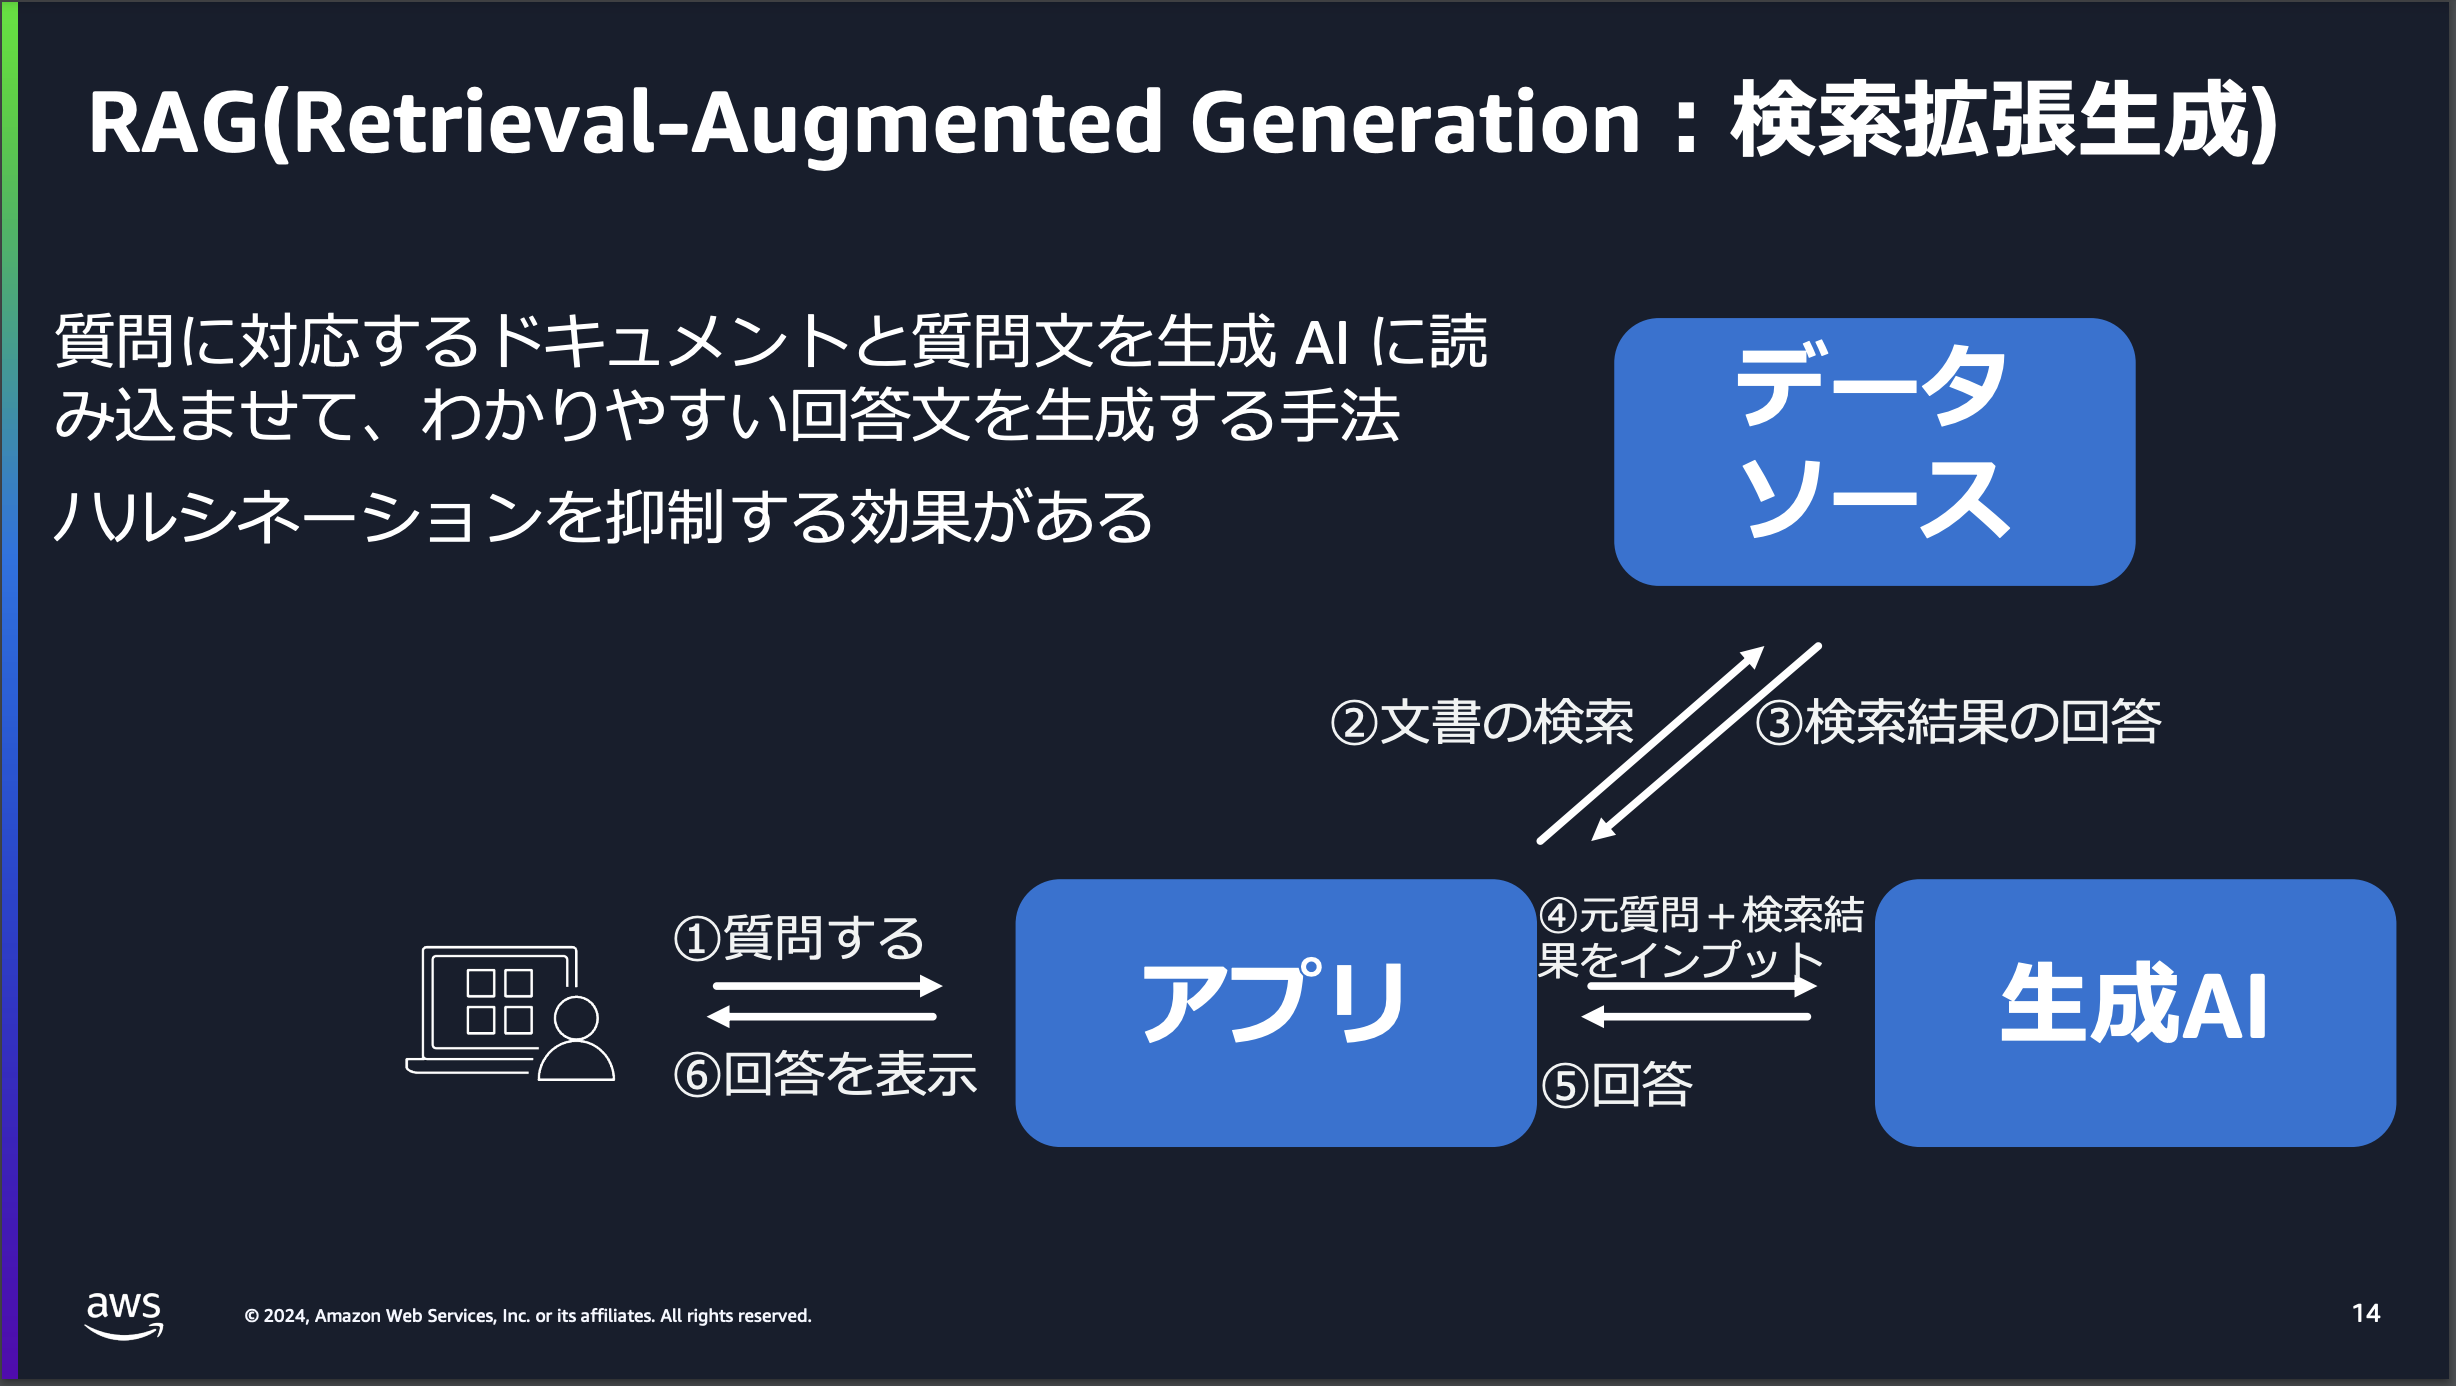 RAG(Retrieval-Augmented Generation：検索拡張生成)
質問に対応するドキュメントと質問文を生成 AI に読
み込ませて、わかりやすい回答文を生成する手法
ハルシネーションを抑制する効果がある
データ
ソース
②文書の検索
③検索結果の回答
①質問する
⑥回答を表示
アプリ
④元質問＋検索結
果をインプット
⑤回答
生成AI
aws
© 2024, Amazon Web Services, Inc. or its affiliates. All rights reserved.
14